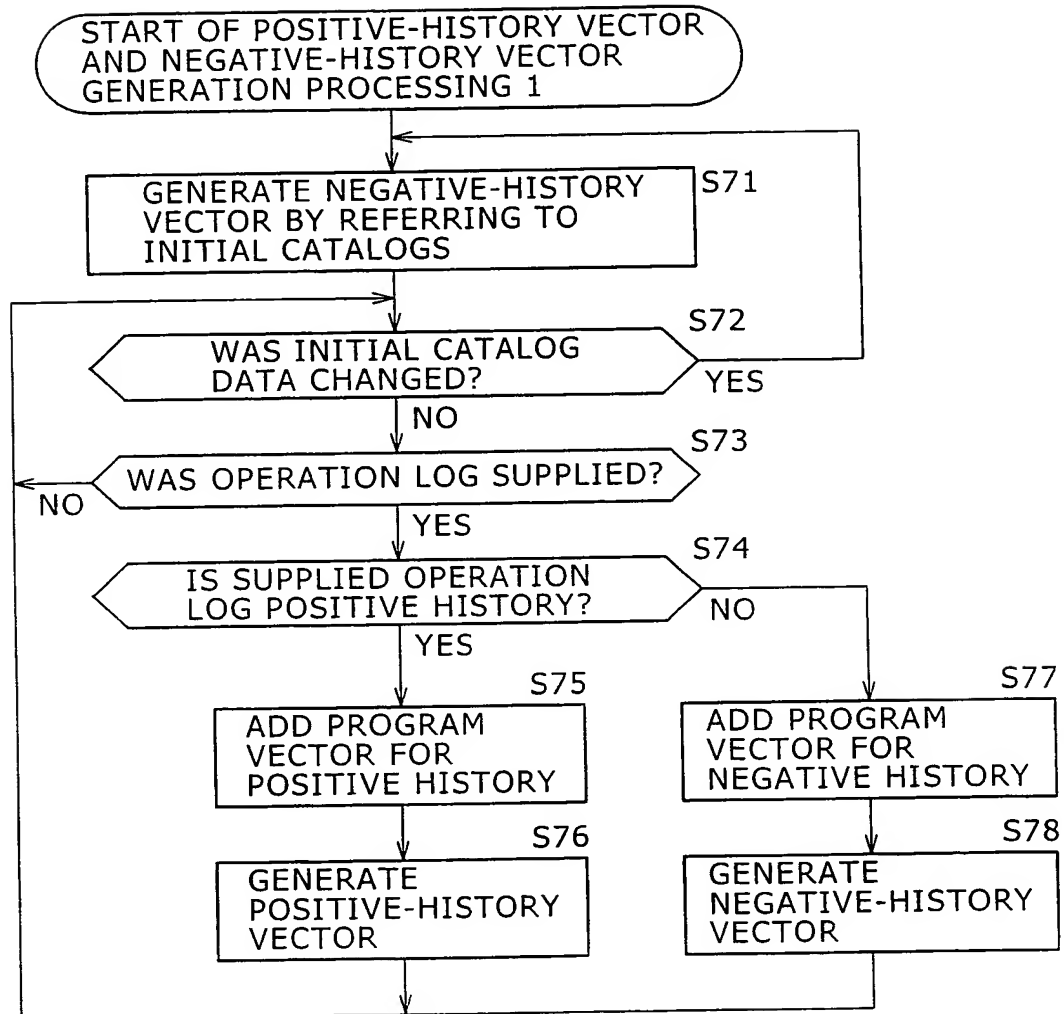 START OF POSITIVE-HISTORY VECTOR
AND NEGATIVE-HISTORY VECTOR
GENERATION PROCESSING 1
S71
GENERATE NEGATIVE-HISTORY
VECTOR BY REFERRING TO
INITIAL CATALOGS
S72
WAS INITIAL CATALOG
DATA CHANGED?
YES
NO
S73
WAS OPERATION LOG SUPPLIED?
NO
YES
S74
IS SUPPLIED OPERATION
LOG POSITIVE HISTORY?
NO
YES
S75
ADD PROGRAM
VECTOR FOR
POSITIVE HISTORY
S77
ADD PROGRAM
VECTOR FOR
NEGATIVE HISTORY
S76
GENERATE
POSITIVE-HISTORY
VECTOR
S78
GENERATE
NEGATIVE-HISTORY
VECTOR